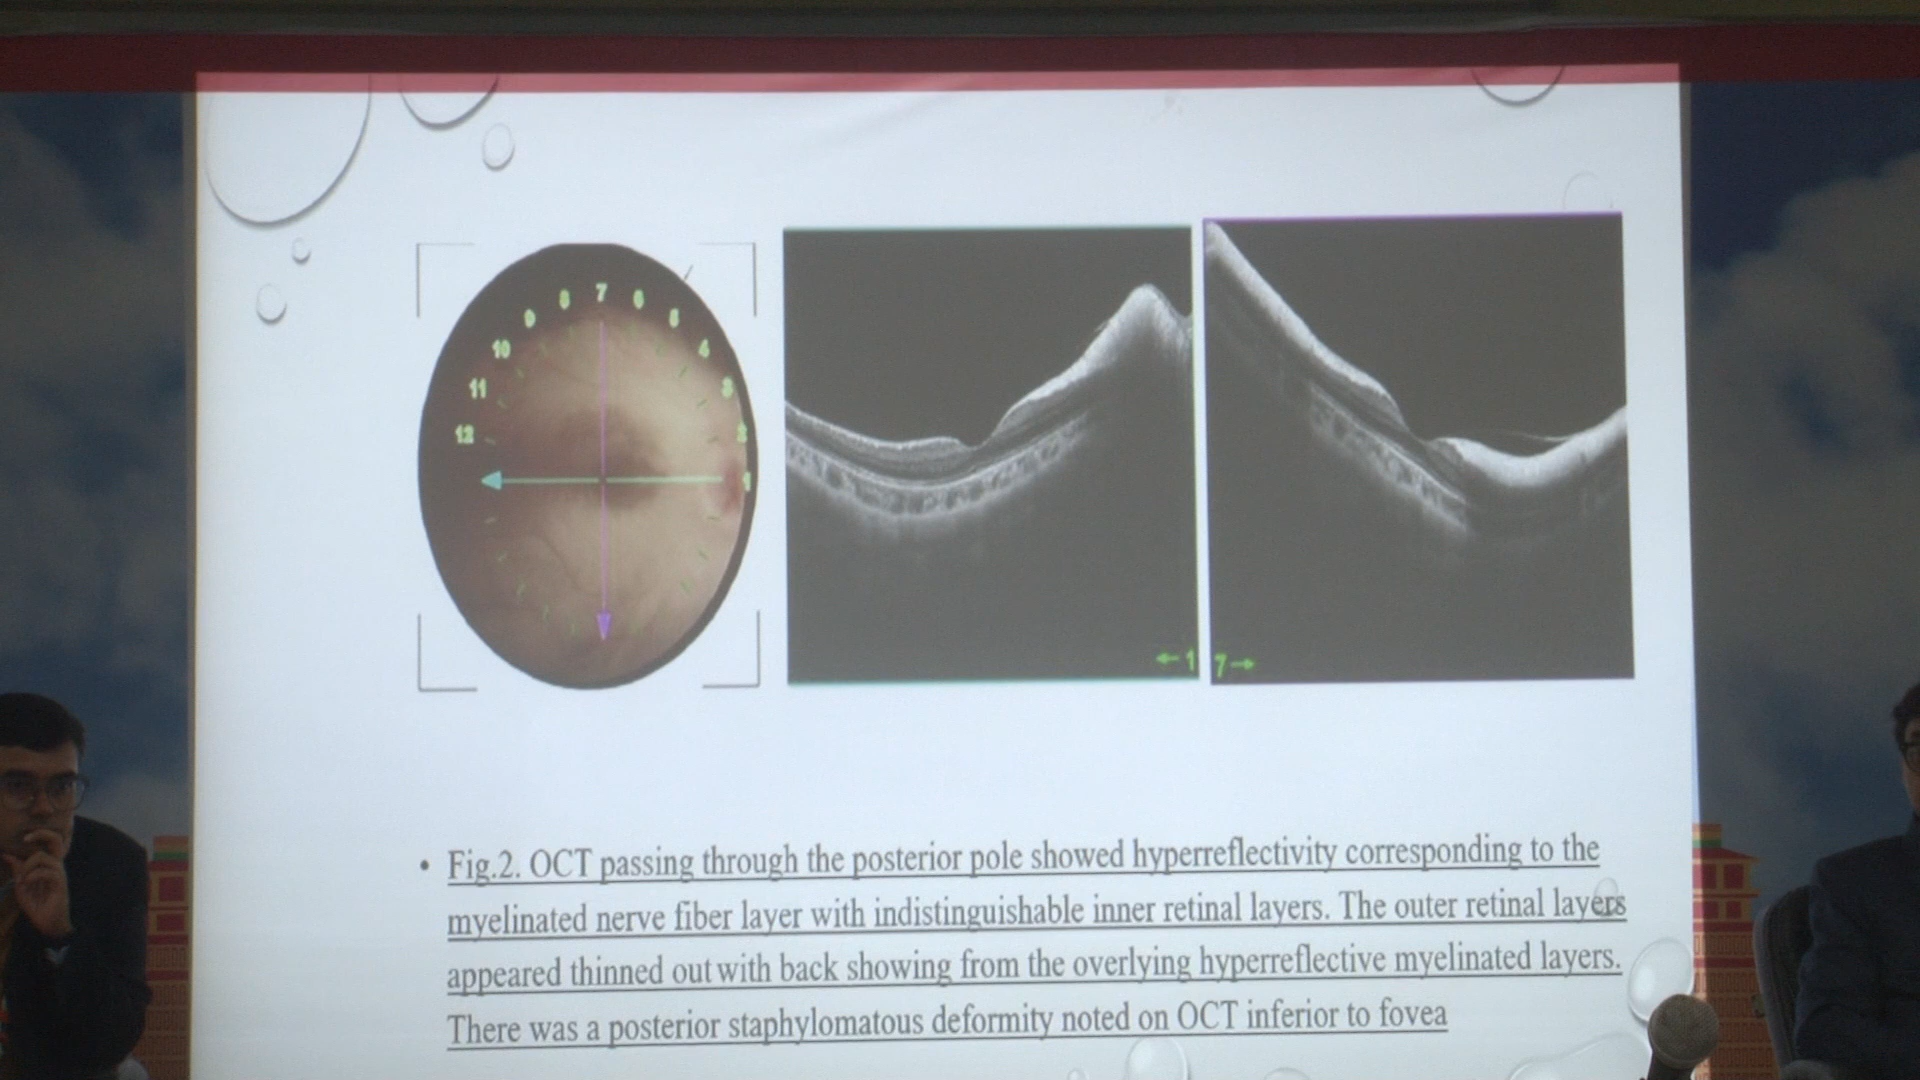 7
8 6
9 5
10 4
11 3
12 2
1
←1 7→
• Fig.2. OCT passing through the posterior pole showed hyperreflectivity corresponding to the
myelinated nerve fiber layer with indistinguishable inner retinal layers. The outer retinal layers
appeared thinned out with back showing from the overlying hyperreflective myelinated layers.
There was a posterior staphylomatous deformity noted on OCT inferior to fovea